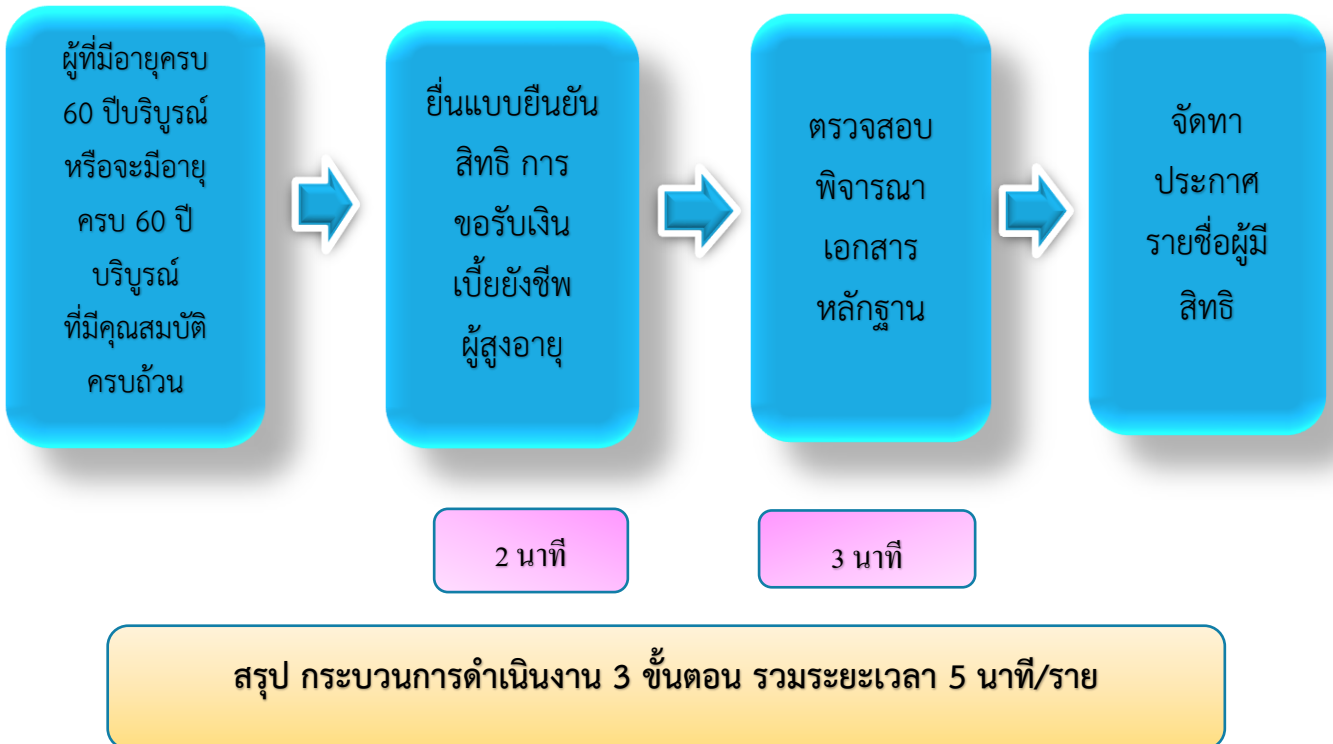 ผู้ที่มีอายุครบ
60 ปีบริบูรณ์
หรือจะมีอายุ
ครบ 60 ปี
บริบูรณ์
ที่มีคุณสมบัติ
ครบถ้วน
ยื่นแบบยืนยัน
สิทธิ การ
ขอรับเงิน
เบี้ยยังชีพ
ผู้สูงอายุ
ตรวจสอบ
พิจารณา
เอกสาร
หลักฐาน
จัดทา
ประกาศ
รายชื่อผู้มี
สิทธิ
2 นาที
3 นาที
สรุป กระบวนการดำเนินงาน 3 ขั้นตอน รวมระยะเวลา 5 นาที/ราย